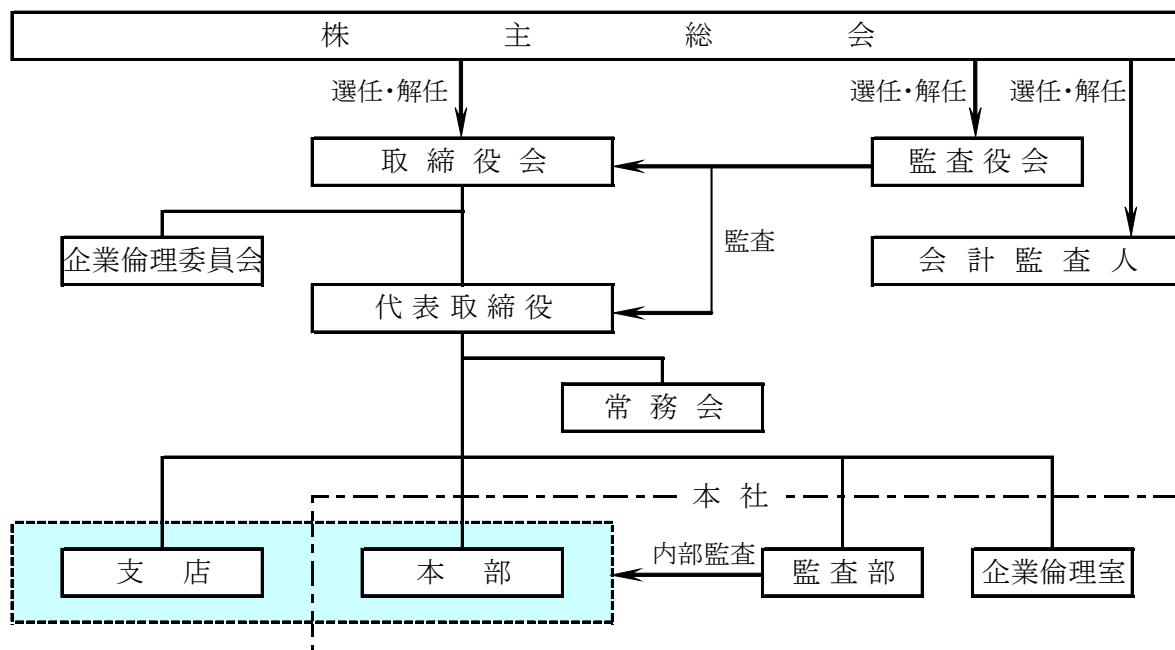 株主総会
選任・解任
選任・解任
選任・解任
取締役会
監査役会
監査
企業倫理委員会
会計監査人
代表取締役
常務会
本社
内部監査
支店
本部
監査部
企業倫理室